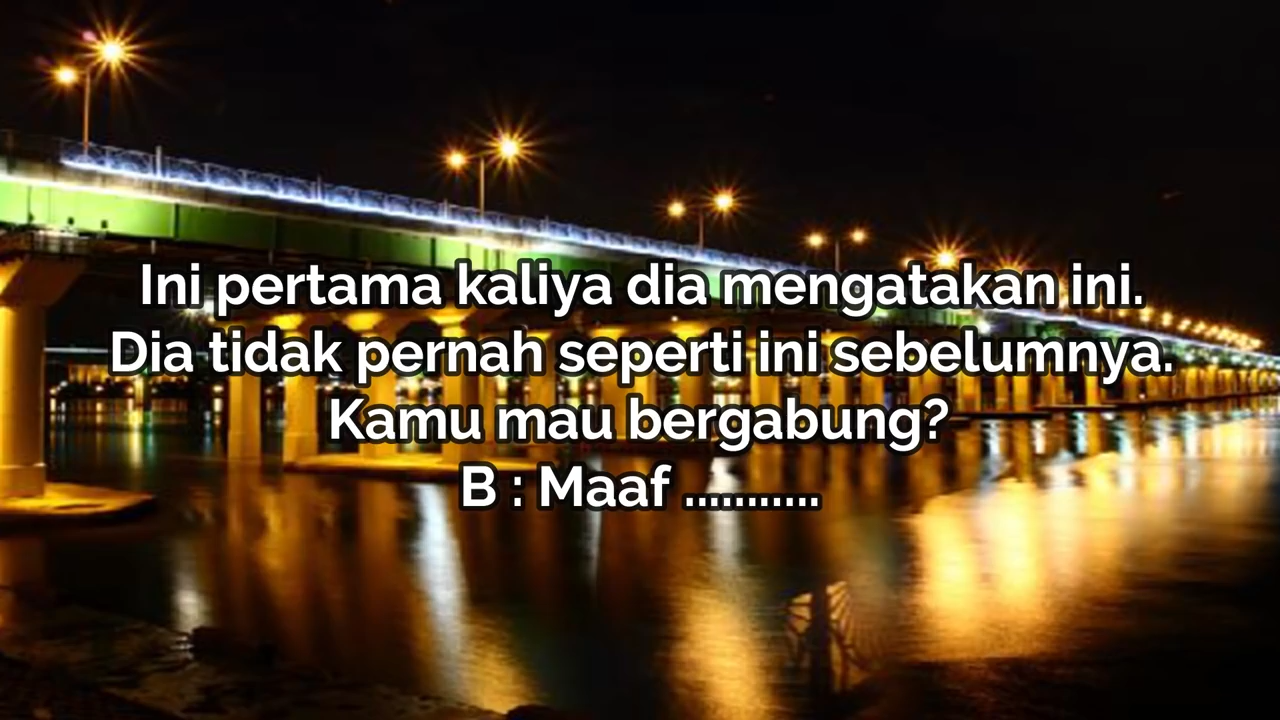 Ini pertama kaliya dia mengatakan ini.
Dia tidak pernah seperti ini sebelumnya.
Kamu mau bergabung?
B : Maaf ...........